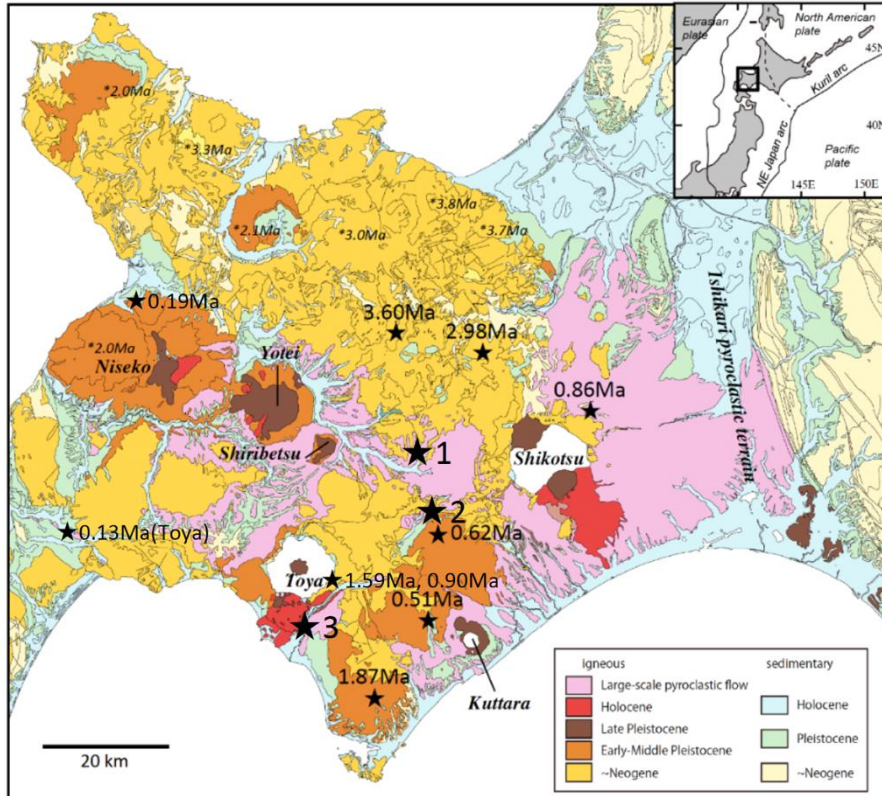 Eurasian
plate
North American
plate
45N
Kuril arc
40N
NE Japan arc
Pacific
plate
145E
150E
*2.0Ma
*3.3Ma
*3.8Ma
*2.1Ma
*3.0Ma
*3.7Ma
Ishikari pyroclastic terrain
0.19Ma
3.60Ma
2.98Ma
*2.0Ma
Niseko
Yotei
0.86Ma
Shiribetsu
1
Shikotsu
2
0.13Ma(Toya)
0.62Ma
Toya
1.59Ma, 0.90Ma
0.51Ma
3
1.87Ma
Kuttara
20 km
igneous
sedimentary
Large-scale pyroclastic flow
Holocene
Holocene
Late Pleistocene
Pleistocene
Early-Middle Pleistocene
~Neogene
~Neogene